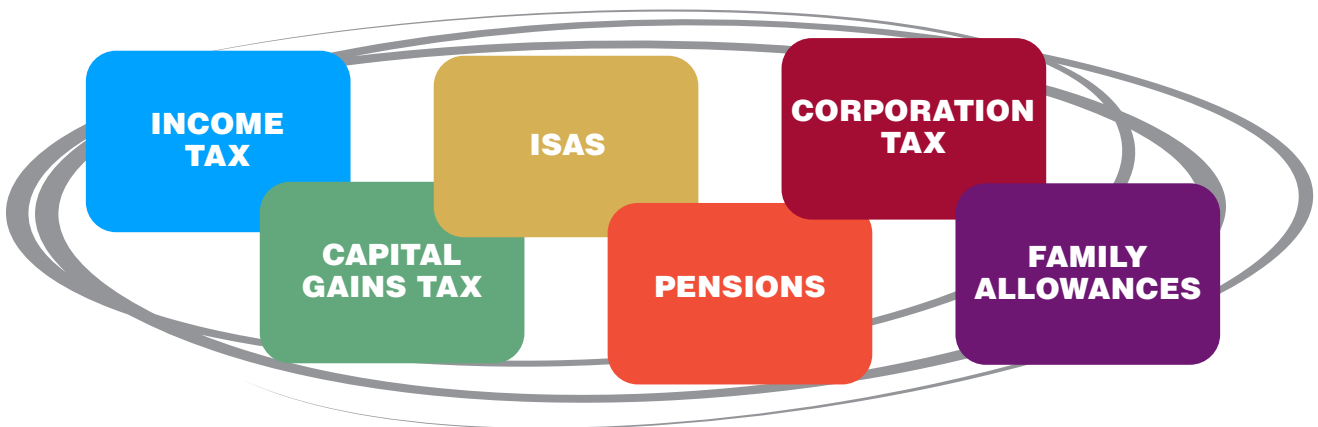 INCOME
TAX
CAPITAL
GAINS TAX
ISAS
PENSIONS
CORPORATION
TAX
FAMILY
ALLOWANCES